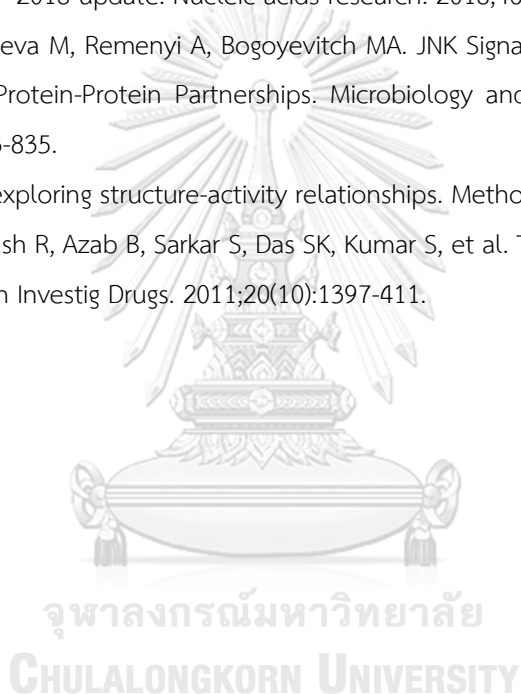 2018 update. Nucleic acids research. 2018;
eva M, Remenyi A, Bogoyevitch MA. JNK Signa
Protein-Protein Partnerships. Microbiology and
-835.
exploring structure-activity relationships. Metho
sh R, Azab B, Sarkar S, Das SK, Kumar S, et al. T
n Investig Drugs. 2011;20(10):1397-411.
จุฬาลงกรณ์มหาวิทยาลัย
CHULALONGKORN UNIVERSITY